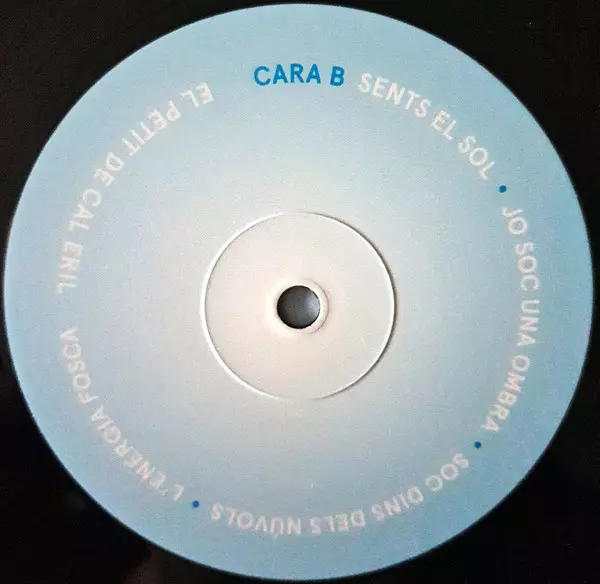 CARA B SENTS EL SOL • JO SOC UNA OMBRA • SOC DINS DELS NÚVOLS • L'ENERGIA FOSCA EL PETIT DE CAL ERIL